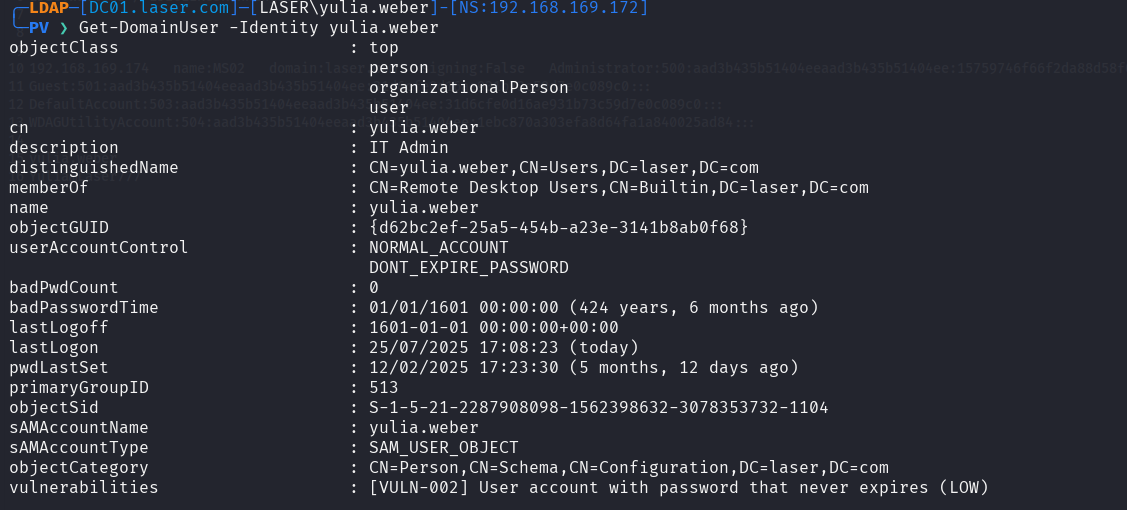 LDAP─[DC01.laser.com]─[LASER\yulia.weber]-[NS:192.168.169.172]
PV ❯ Get-DomainUser -Identity yulia.weber
objectClass : top
person
organizationalPerson
user
cn : yulia.weber
description : IT Admin
distinguishedName : CN=yulia.weber,CN=Users,DC=laser,DC=com
memberOf : CN=Remote Desktop Users,CN=Builtin,DC=laser,DC=com
name : yulia.weber
objectGUID : {d62bc2ef-25a5-454b-a23e-3141b8ab0f68}
userAccountControl : NORMAL_ACCOUNT
DONT_EXPIRE_PASSWORD
badPwdCount : 0
badPasswordTime : 01/01/1601 00:00:00 (424 years, 6 months ago)
lastLogoff : 1601-01-01 00:00:00+00:00
lastLogon : 25/07/2025 17:08:23 (today)
pwdLastSet : 12/02/2025 17:23:30 (5 months, 12 days ago)
primaryGroupID : 513
objectSid : S-1-5-21-2287908098-1562398632-3078353732-1104
sAMAccountName : yulia.weber
sAMAccountType : SAM_USER_OBJECT
objectCategory : CN=Person,CN=Schema,CN=Configuration,DC=laser,DC=com
vulnerabilities : [VULN-002] User account with password that never expires (LOW)